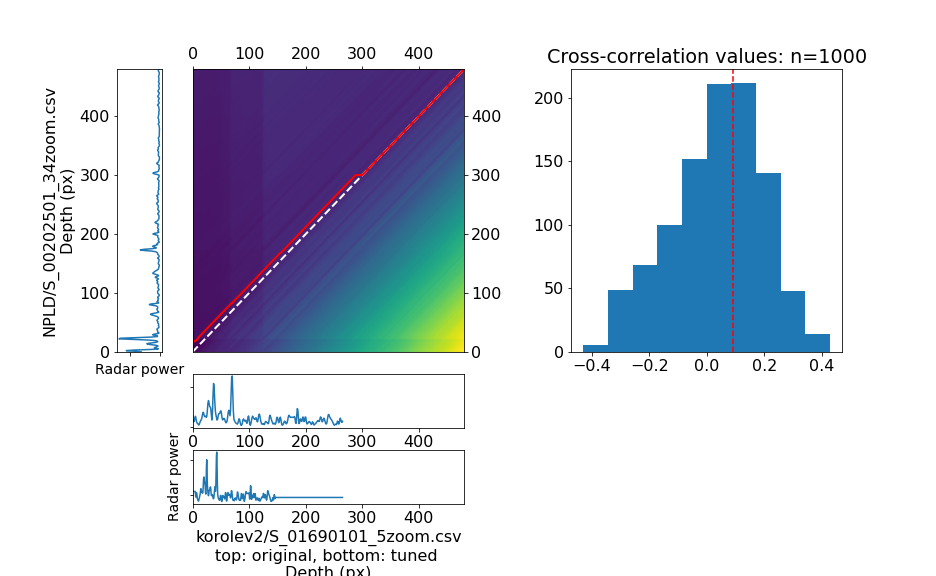 0 100 200 300 400
Cross-correlation values: n=1000
NPLD/S_00202501_34zoom.csv
Depth (px)
400
300
200
100
0
400
300
200
100
0
200
150
100
50
0
−0.4 −0.2 0.0 0.2 0.4
Radar power
0 100 200 300 400
Radar power
0 100 200 300 400
korolev2/S_01690101_5zoom.csv
top: original, bottom: tuned
Depth (px)